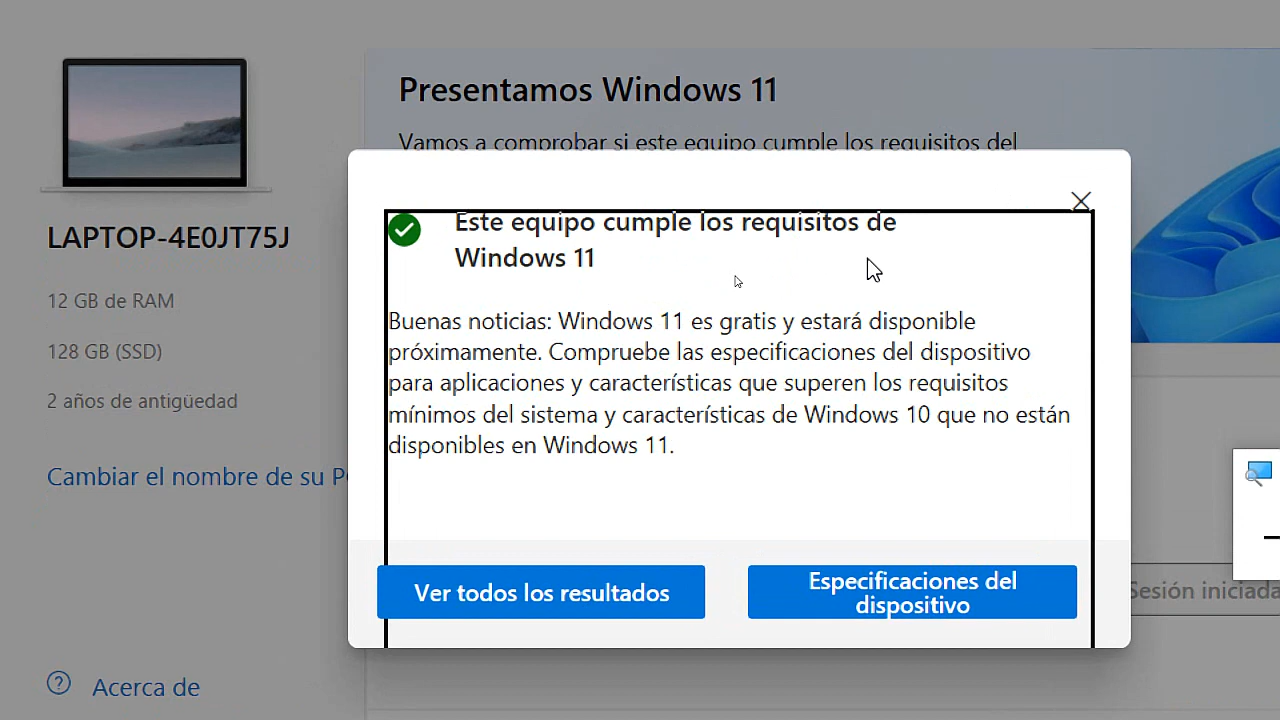 Presentamos Windows 11
Vamos a comprobar si este equipo cumple los requisitos del
LAPTOP-4E0JT75J
12 GB de RAM
128 GB (SSD)
2 años de antigüedad
Cambiar el nombre de su
Acerca de
Este equipo cumple los requisitos de
Windows 11
Buenas noticias: Windows 11 es gratis y estará disponible
próximamente. Compruebe las especificaciones del dispositivo
para aplicaciones y características que superen los requisitos
mínimos del sistema y características de Windows 10 que no están
disponibles en Windows 11.
Ver todos los resultados
Especificaciones del
dispositivo
Sesión iniciada